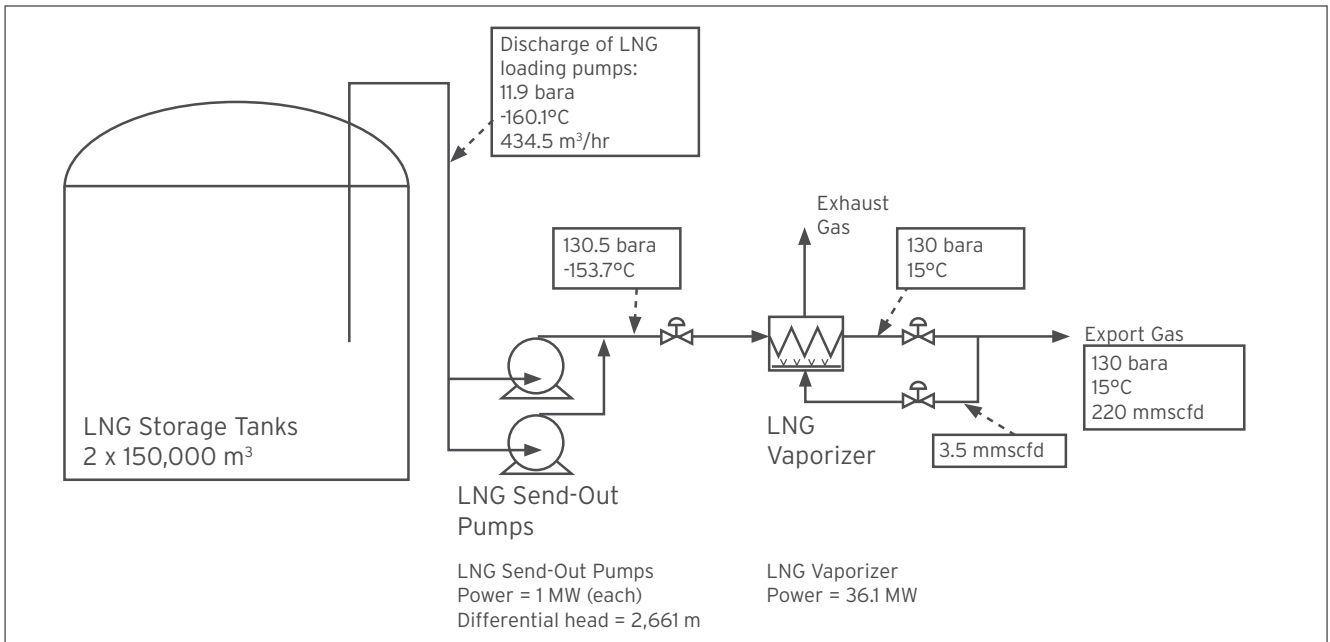 Discharge of LNG
loading pumps:
11.9 bara
-160.1°C
434.5 m³/hr
Exhaust
Gas
130.5 bara
-153.7°C
130 bara
15°C
Export Gas
130 bara
15°C
220 mmscfd
LNG Storage Tanks
2 x 150,000 m³
LNG
Vaporizer
3.5 mmscfd
LNG Send-Out
Pumps
LNG Send-Out Pumps
Power = 1 MW (each)
Differential head = 2,661 m
LNG Vaporizer
Power = 36.1 MW